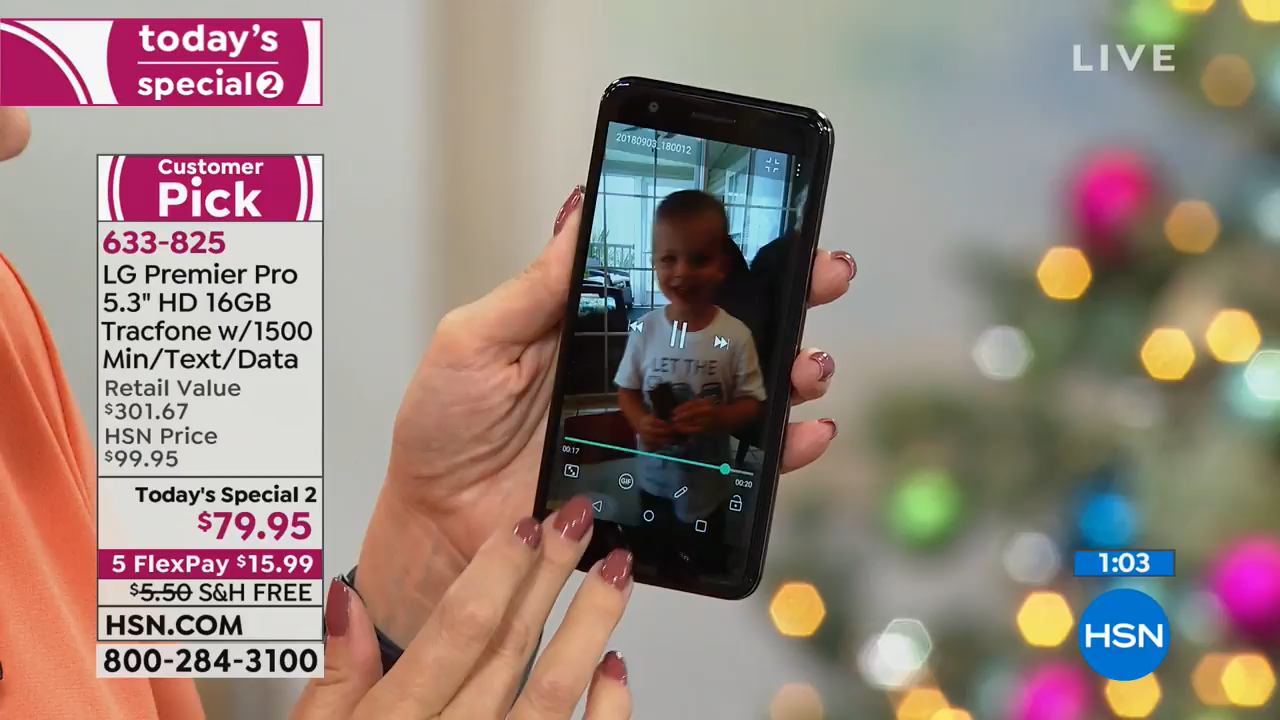 today's
special2
LIVE
Customer
Pick
633-825
LG Premier Pro
5.3" HD 16GB
Tracfone w/1500
Min/Text/Data
Retail Value
$301.67
HSN Price
$99.95
Today's Special 2
$79.95
5 FlexPay $15.99
$5.50 S&H FREE
HSN.COM
800-284-3100
20180903_180012
LET THE
00:17
00:20
GIF
1:03
HSN